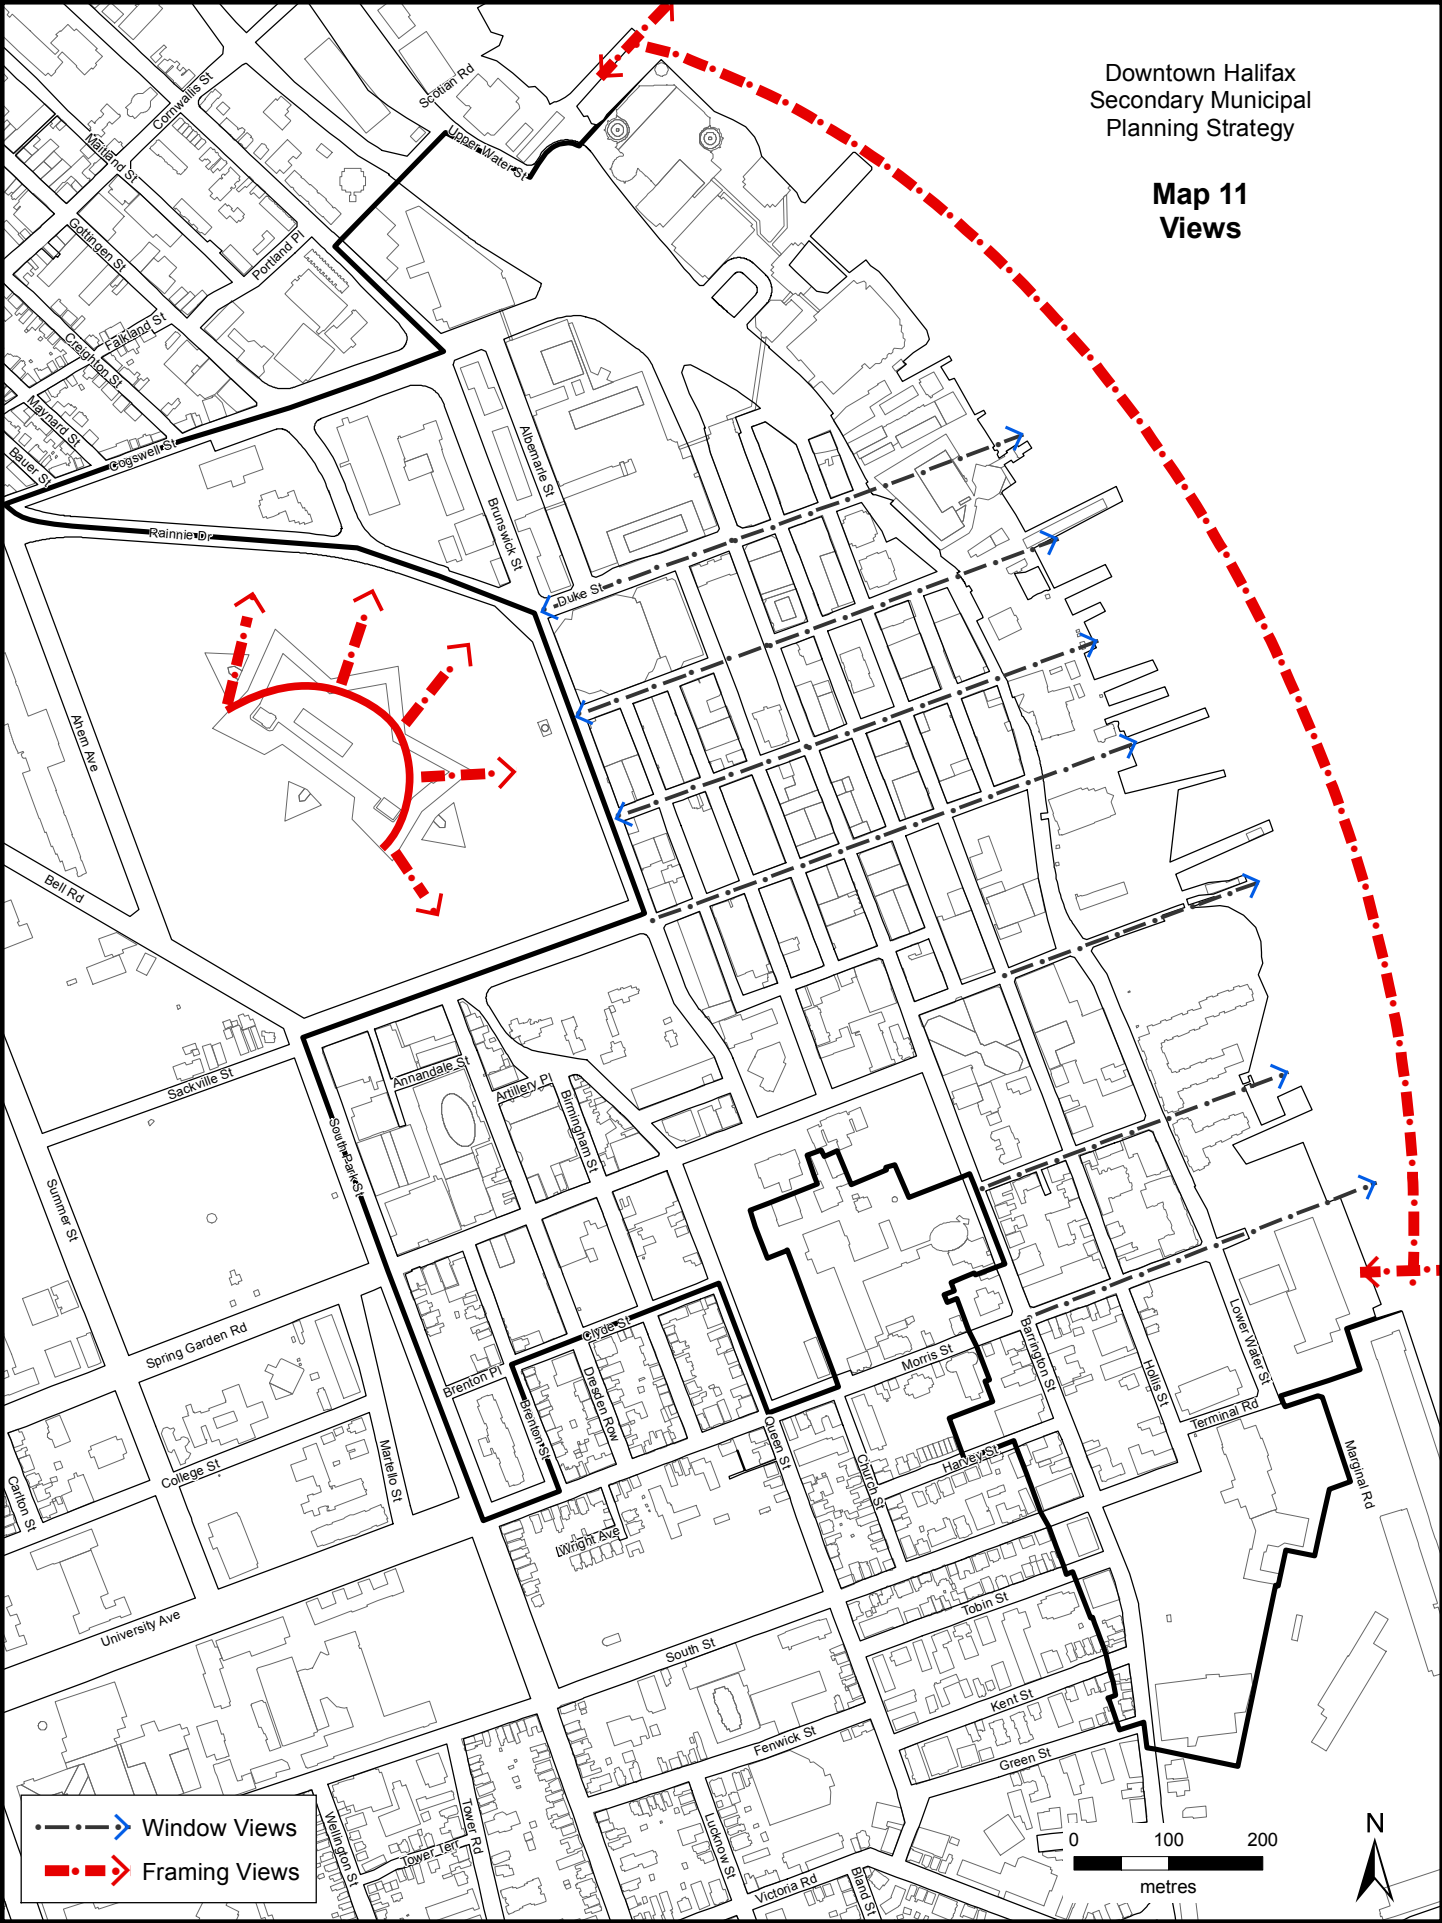 Downtown Halifax
Secondary Municipal
Planning Strategy
Map 11
Views
Scotian Rd
Cornwallis St
Upper Water St
Maitland St
Gottingen St
Portland Pl
Falkland St
Creighton St
Maynard St
Bauer St
Cogswell St
Albemarle St
Brunswick St
Rainnie Dr
Duke St
Ahern Ave
Bell Rd
Sackville St
Annandale St
Artillery Pl
Birmingham St
South Park St
Summer St
Spring Garden Rd
Clyde St
Brenton Pl
Brenton St
Dresden Row
Morris St
Barrington St
Hollis St
Lower Water St
Terminal Rd
Marginal Rd
Queen St
Church St
Harvey St
College St
Martello St
Carlton St
Wright Ave
University Ave
South St
Tobin St
Kent St
Fenwick St
Green St
Wellington St
Tower Rd
Tower Terr
Lucknow St
Victoria Rd
Bland St
Window Views
Framing Views
0 100 200
metres
N